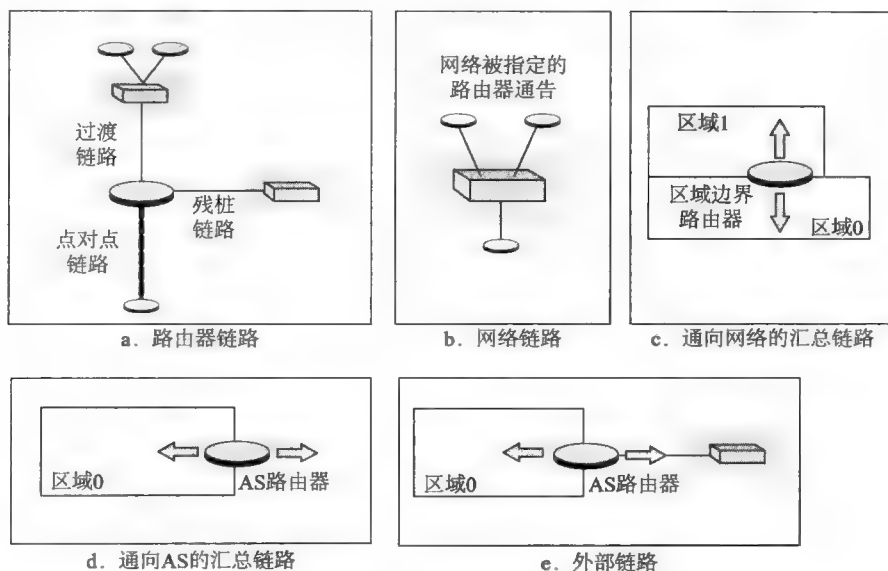 过渡
链路
残桩
链路
点对点
链路
a. 路由器链路
网络被指定的
路由器通告
b. 网络链路
区域1
区域边界
路由器
区域0
c. 通向网络的汇总链路
区域0
AS路由器
d. 通向AS的汇总链路
区域0
AS路由器
e. 外部链路